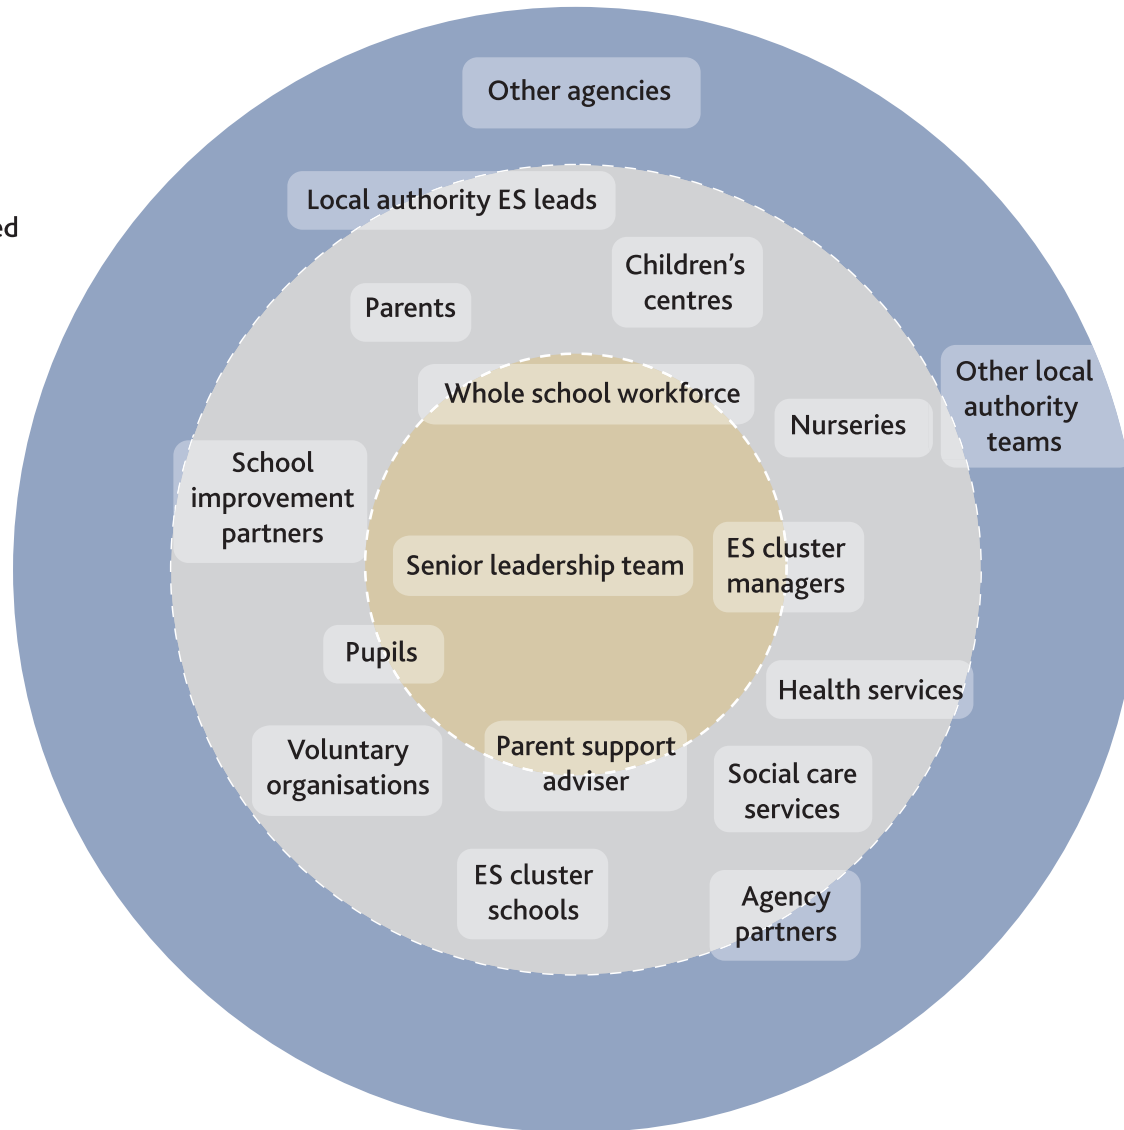 Other agencies
Local authority ES leads
ed
Children’s
centres
Parents
Other local
authority
teams
Whole school workforce
Nurseries
School
improvement
partners
Senior leadership team
ES cluster
managers
Pupils
Health services
Voluntary
organisations
Parent support
adviser
Social care
services
ES cluster
schools
Agency
partners